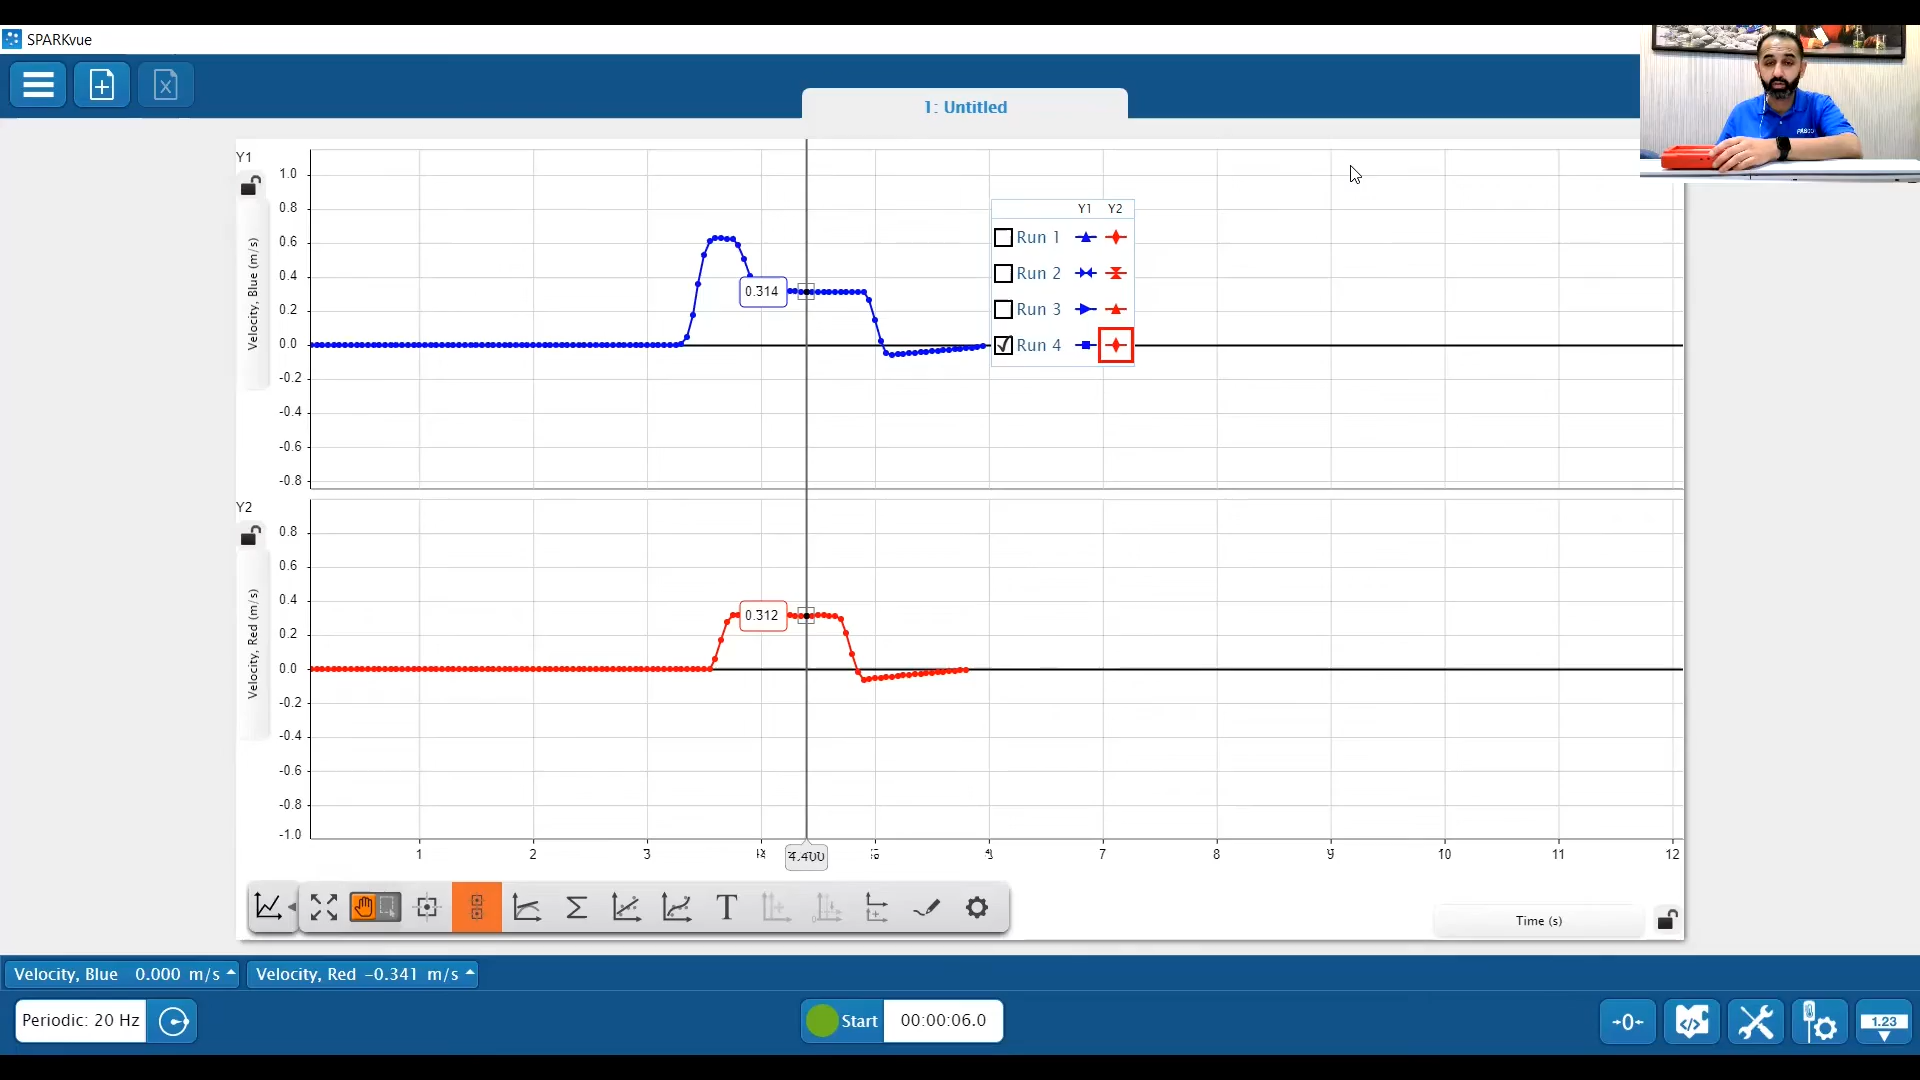 SPARKvue
1: Untitled
Y1
1.0
0.8
0.6
0.4
0.2
0.0
-0.2
-0.4
-0.6
-0.8
Velocity, Blue (m/s)
0.314
Y1 Y2
Run 1
Run 2
Run 3
Run 4
Y2
0.8
0.6
0.4
0.2
0.0
-0.2
-0.4
-0.6
-0.8
-1.0
Velocity, Red (m/s)
0.312
1 2 3 4.400 7 8 9 10 11 12
T
Time (s)
Velocity, Blue 0.000 m/s
Velocity, Red -0.341 m/s
Periodic: 20 Hz
Start 00:00:06.0
→0←
1.23